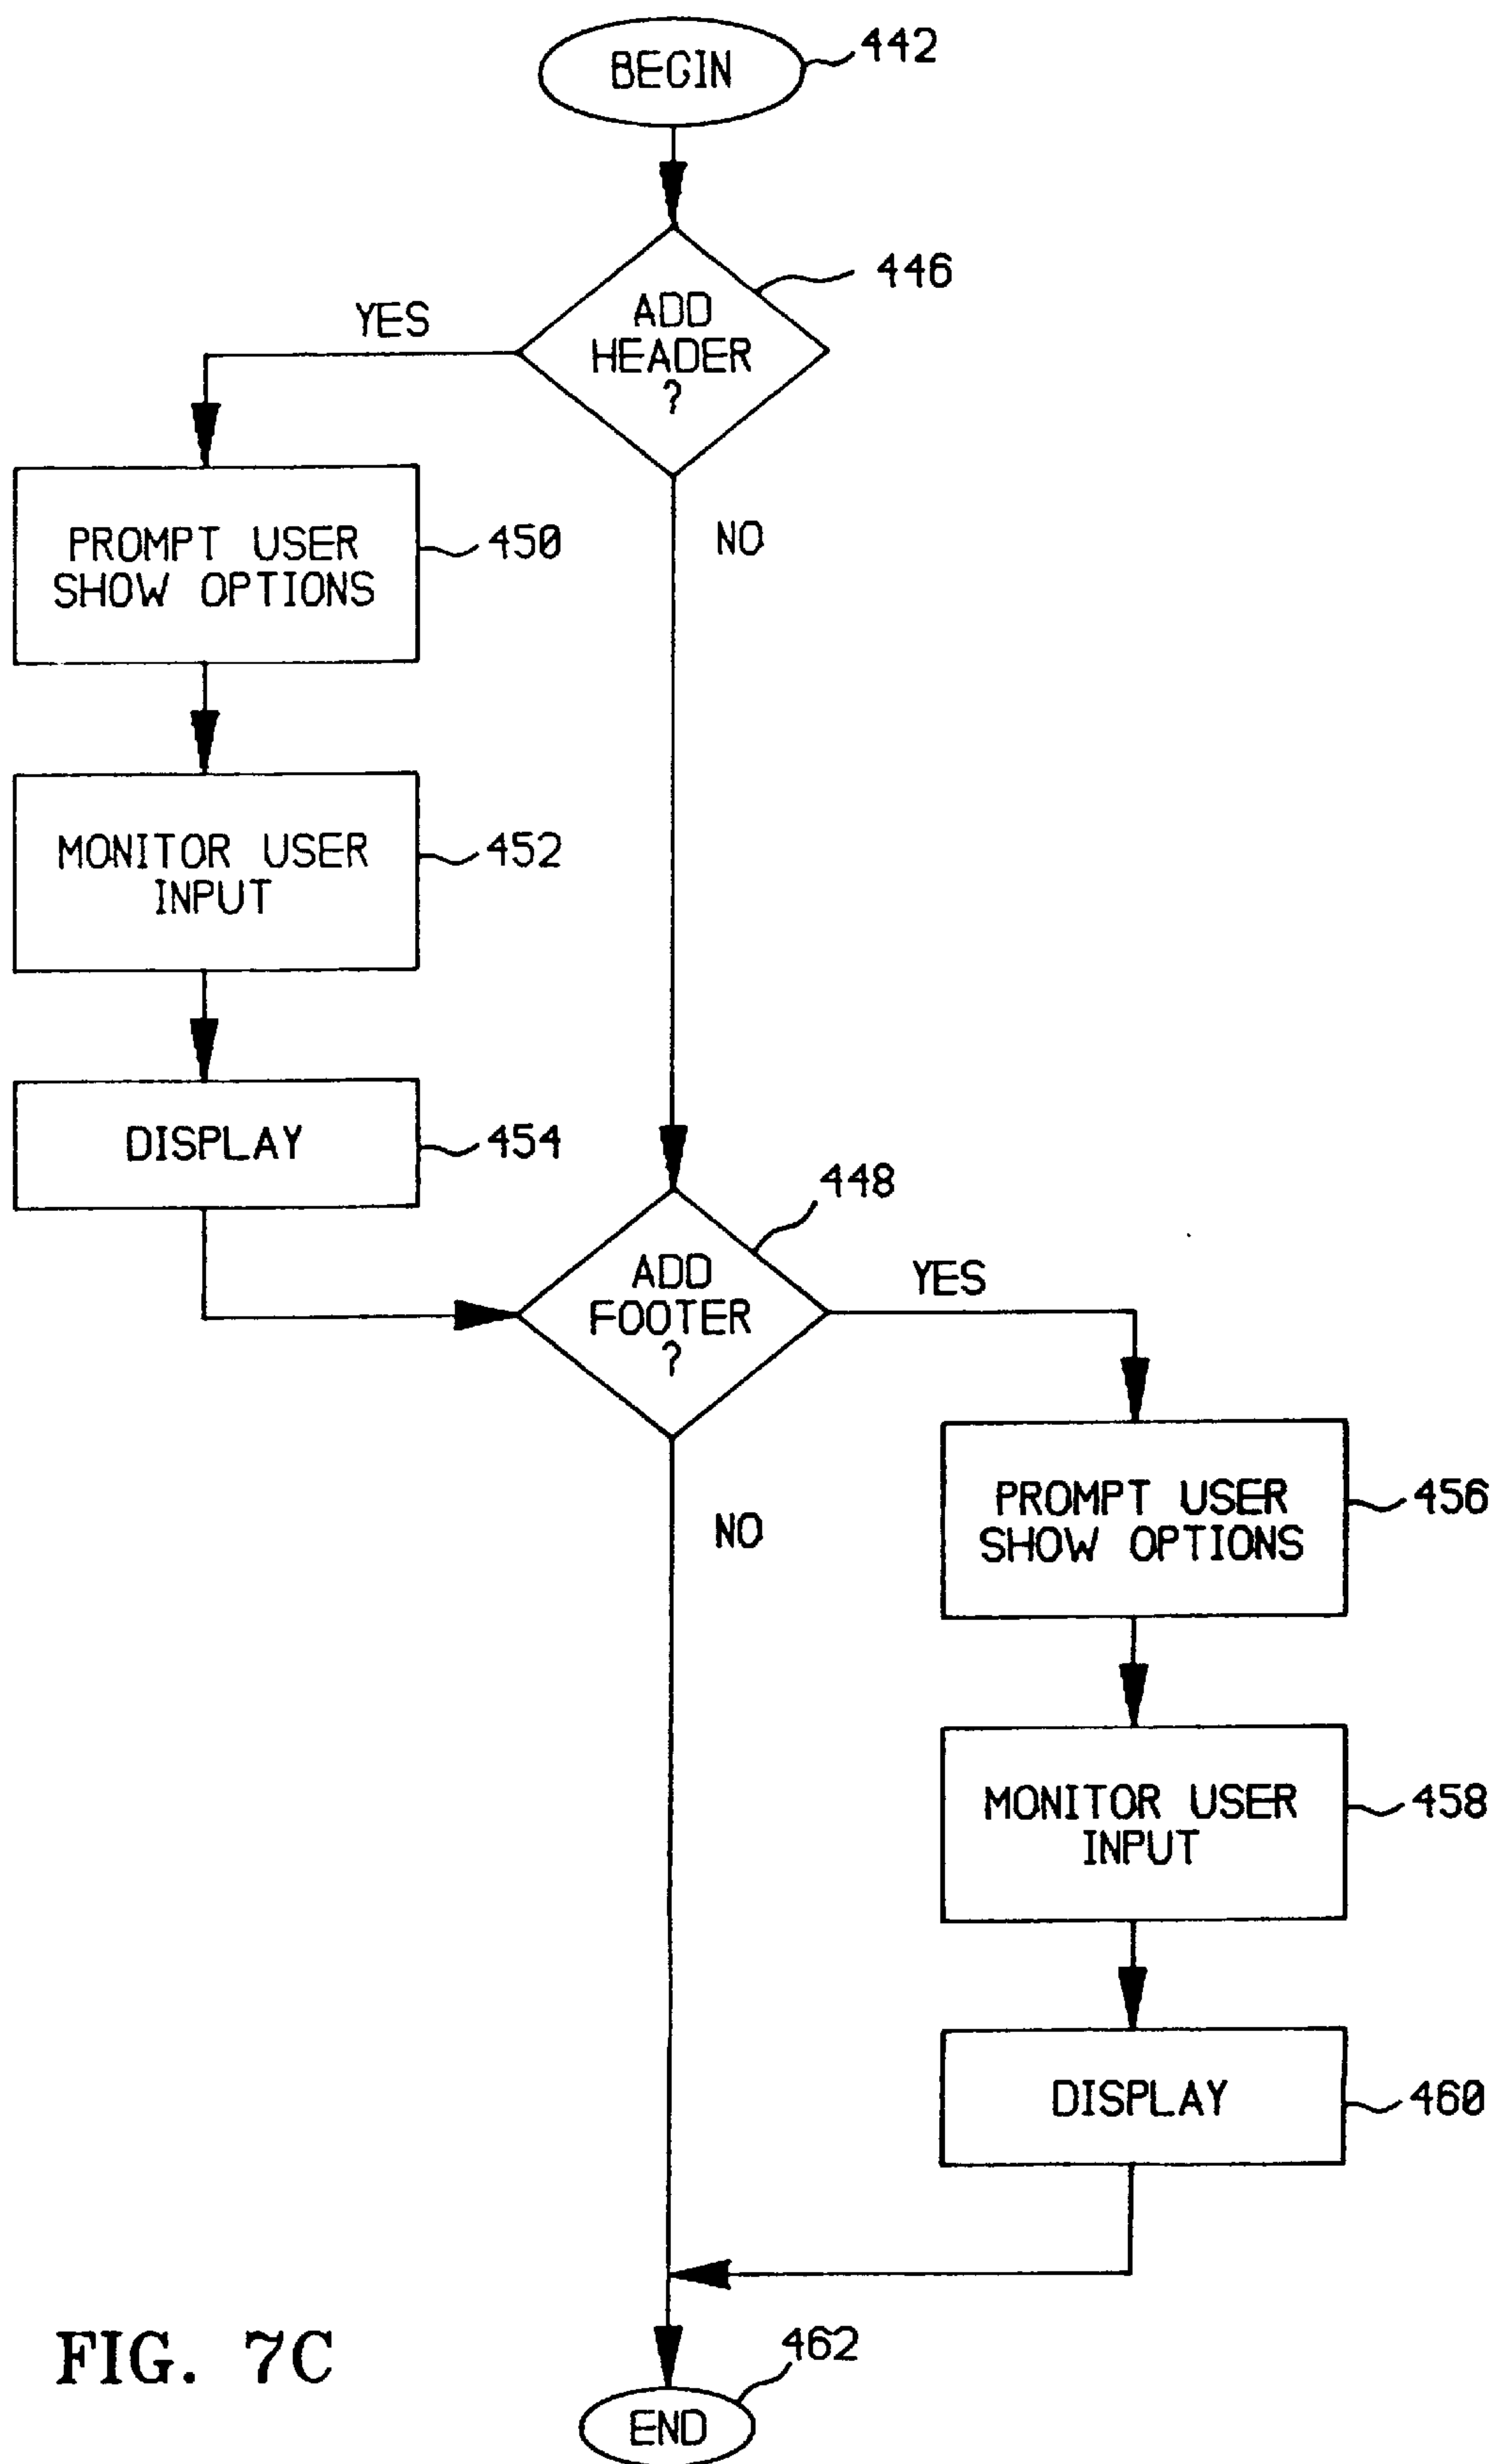 BEGIN
442
ADD
HEADER
?
446
YES
NO
PROMPT USER
SHOW OPTIONS
450
MONITOR USER
INPUT
452
DISPLAY
454
448
ADD
FOOTER
?
YES
NO
PROMPT USER
SHOW OPTIONS
456
MONITOR USER
INPUT
458
DISPLAY
460
FIG. 7C
462
END